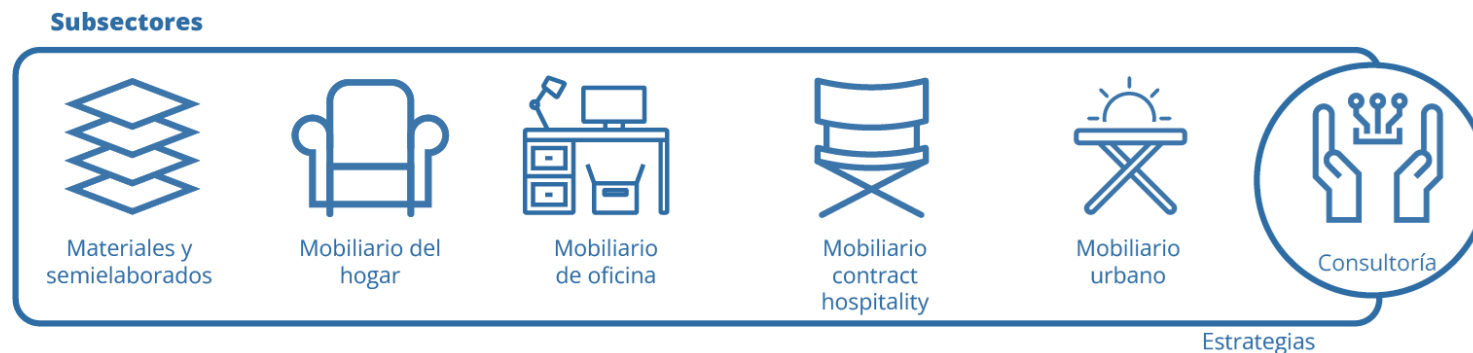 Subsectores
Materiales y
semielaborados
Mobiliario del
hogar
Mobiliario
de oficina
Mobiliario
contract
hospitality
Mobiliario
urbano
Consultoría
Estrategias